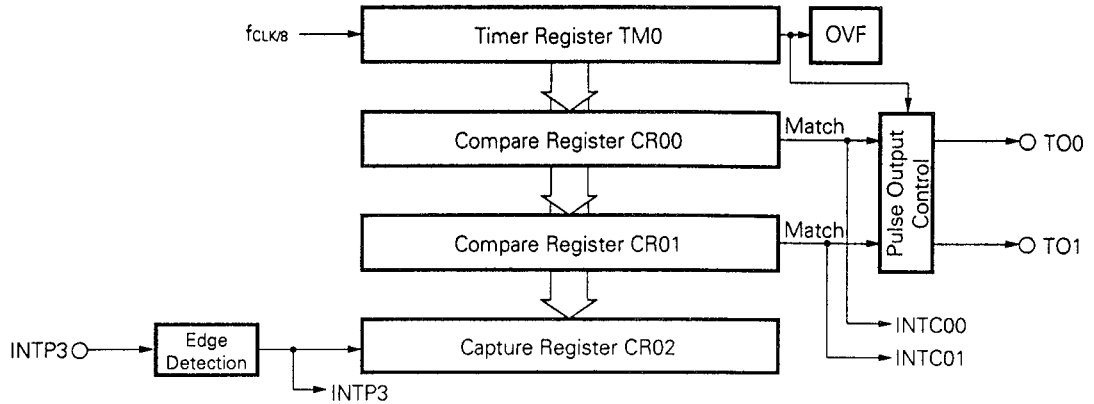 fCLK/8
Timer Register TM0
OVF
Compare Register CR00
Match
Pulse Output
Control
TO0
Compare Register CR01
Match
TO1
INTC00
INTP3
Edge
Detection
Capture Register CR02
INTC01
INTP3